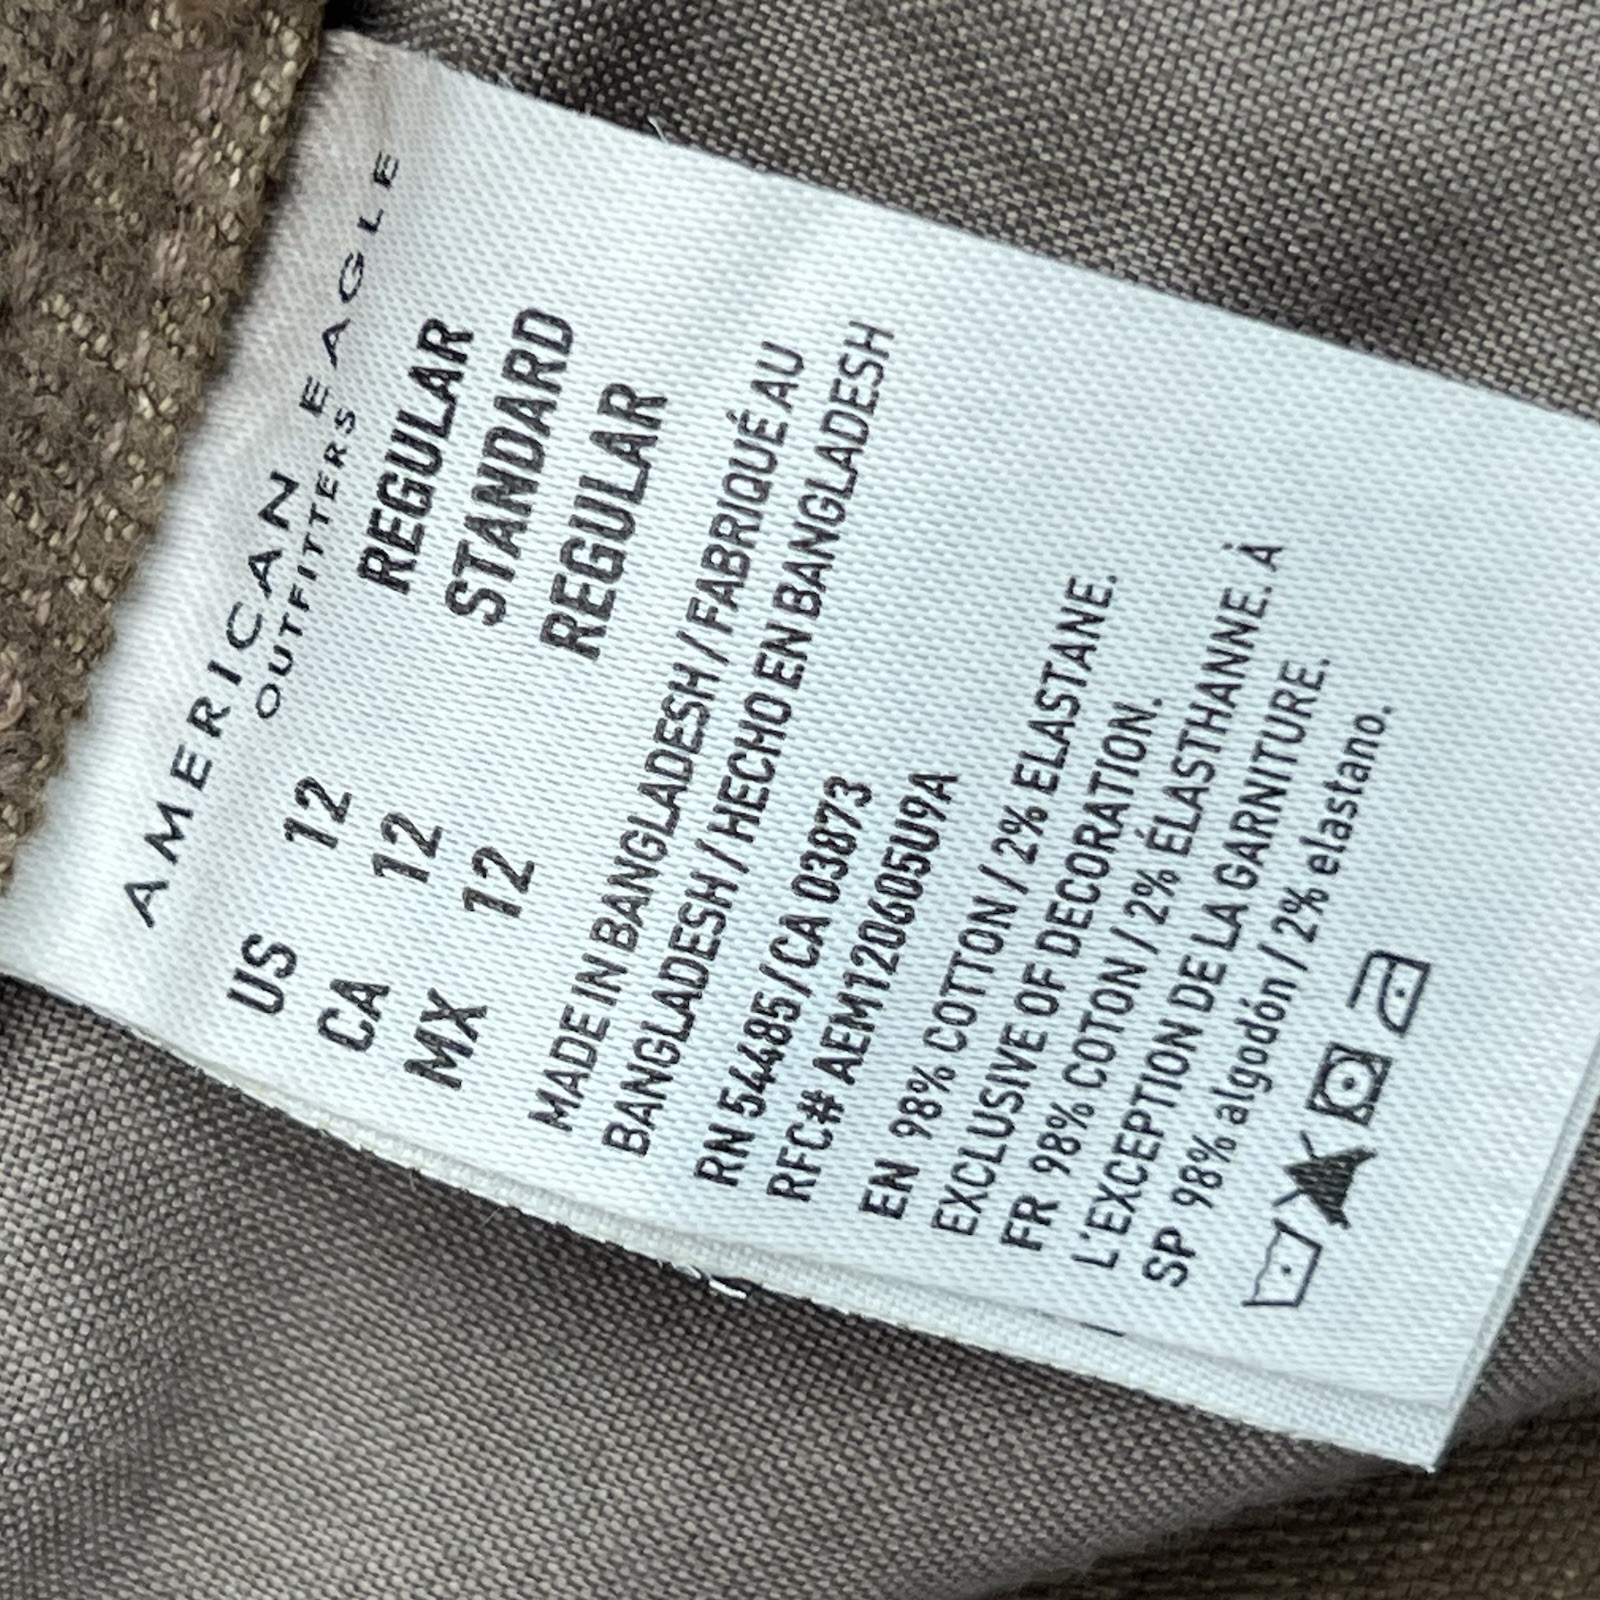 AMERICAN EAGLE
OUTFITTERS
US 12 REGULAR
CA 12 STANDARD
MX 12 REGULAR
MADE IN BANGLADESH / FABRIQUÉ AU
BANGLADESH / HECHO EN BANGLADESH
RN 54485 / CA 03873
RFC# AEM120605U9A
EN 98% COTTON / 2% ELASTANE.
EXCLUSIVE OF DECORATION.
FR 98% COTON / 2% ÉLASTHANNE. À
L'EXCEPTION DE LA GARNITURE.
SP 98% algodón / 2% elastano.